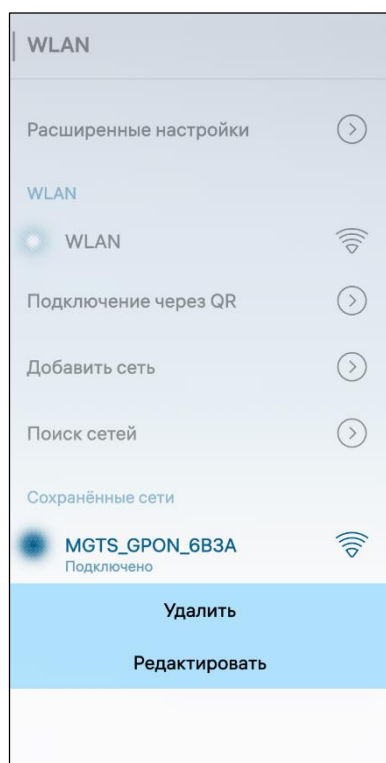 WLAN
Расширенные настройки
WLAN
WLAN
Подключение через QR
Добавить сеть
Поиск сетей
Сохранённые сети
MGTS_GPON_6B3A
Подключено
Удалить
Редактировать